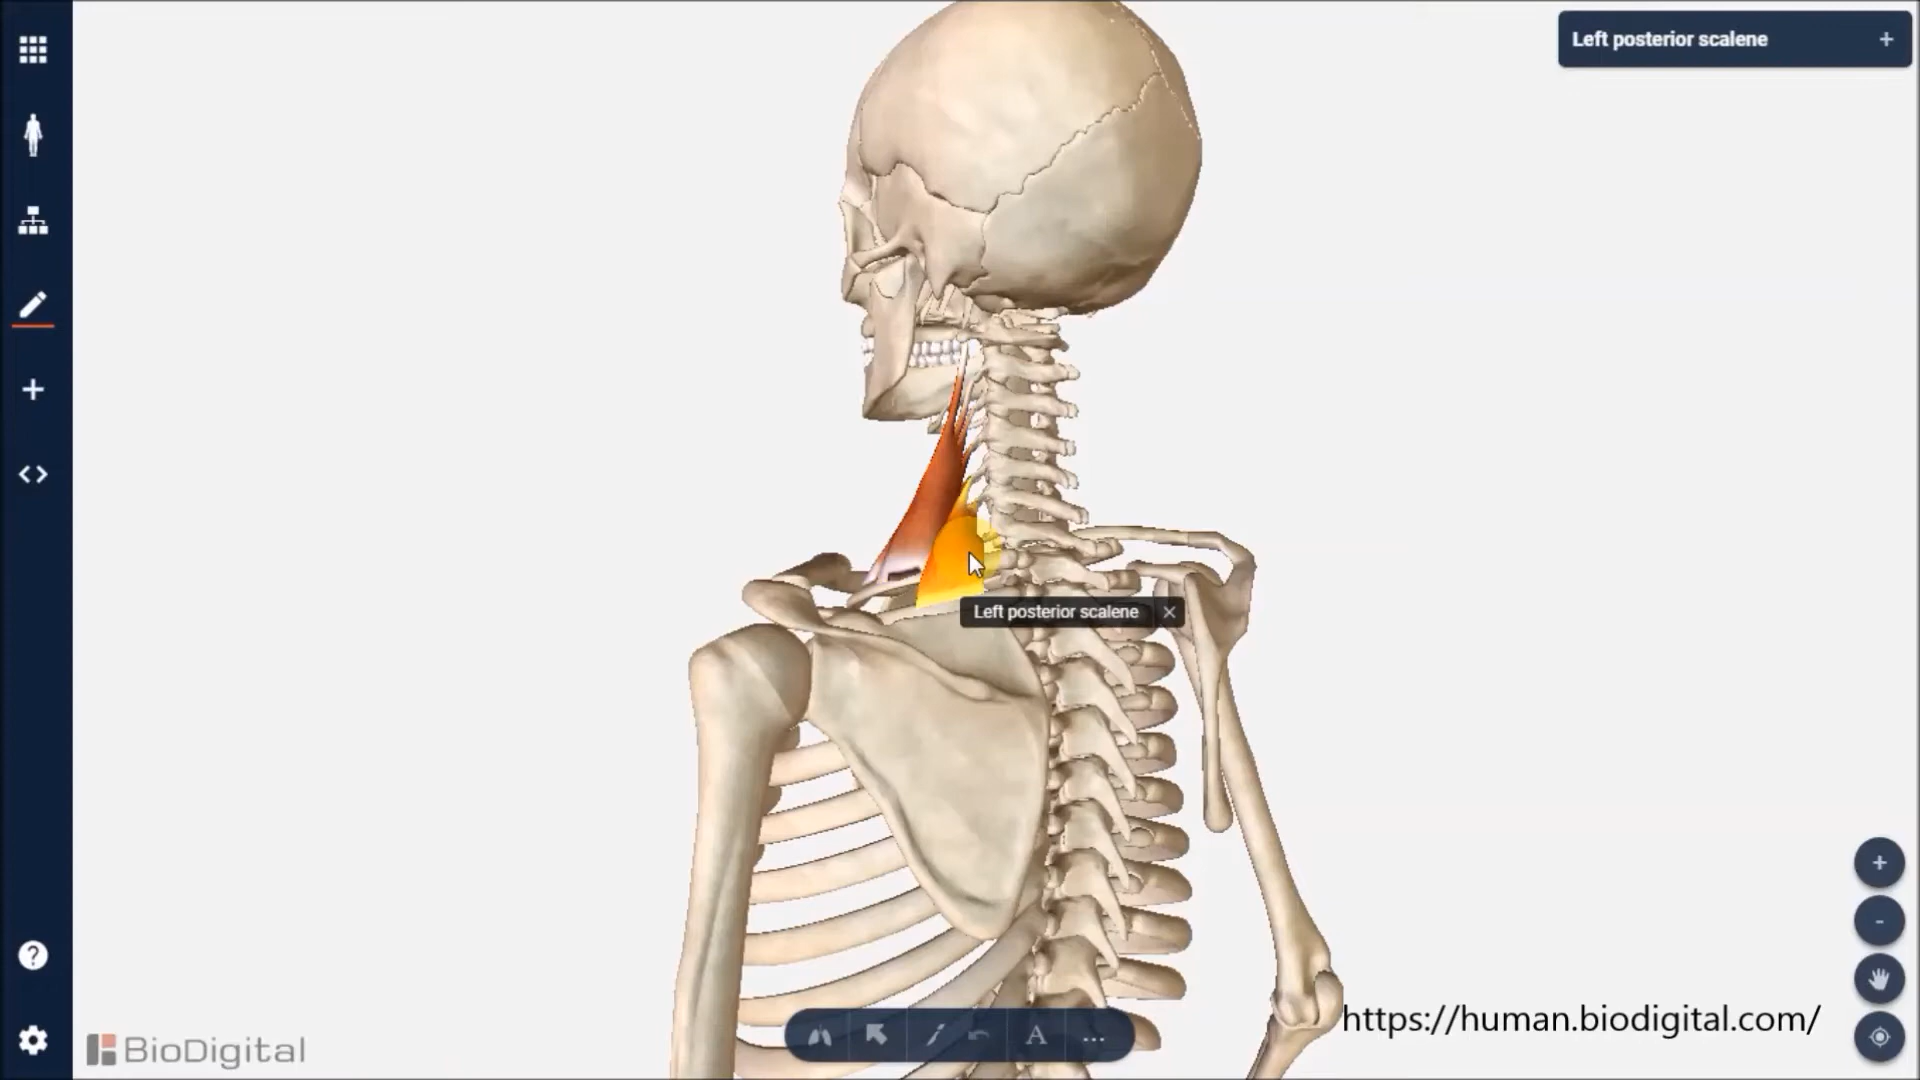 Left posterior scalene +
Left posterior scalene ×
A ...
https://human.biodigital.com/
BioDigital